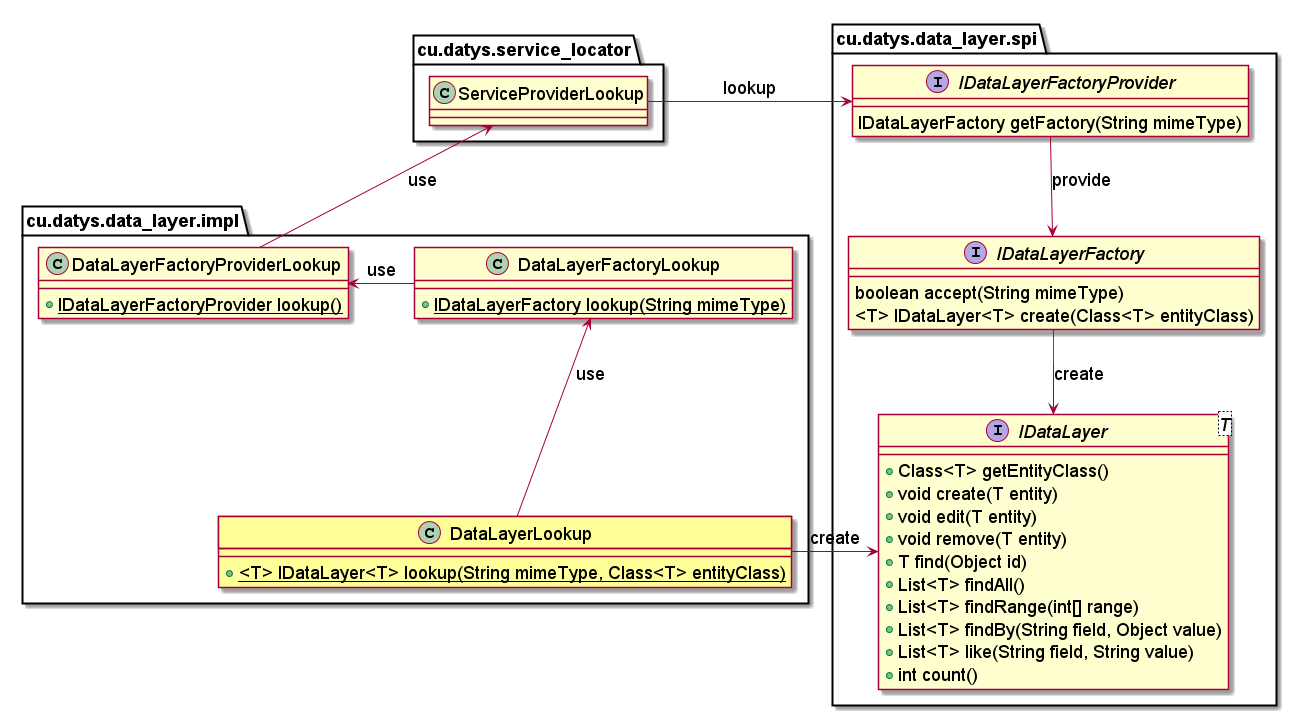 cu.datys.service_locator
C ServiceProviderLookup
lookup
cu.datys.data_layer.spi
I IDataLayerFactoryProvider
IDataLayerFactory getFactory(String mimeType)
use
provide
cu.datys.data_layer.impl
C DataLayerFactoryProviderLookup
IDataLayerFactoryProvider lookup()
use
C DataLayerFactoryLookup
IDataLayerFactory lookup(String mimeType)
I IDataLayerFactory
boolean accept(String mimeType)
<T> IDataLayer<T> create(Class<T> entityClass)
use
create
C DataLayerLookup
<T> IDataLayer<T> lookup(String mimeType, Class<T> entityClass)
create
I IDataLayer
T
Class<T> getEntityClass()
void create(T entity)
void edit(T entity)
void remove(T entity)
T find(Object id)
List<T> findAll()
List<T> findRange(int[] range)
List<T> findBy(String field, Object value)
List<T> like(String field, String value)
int count()